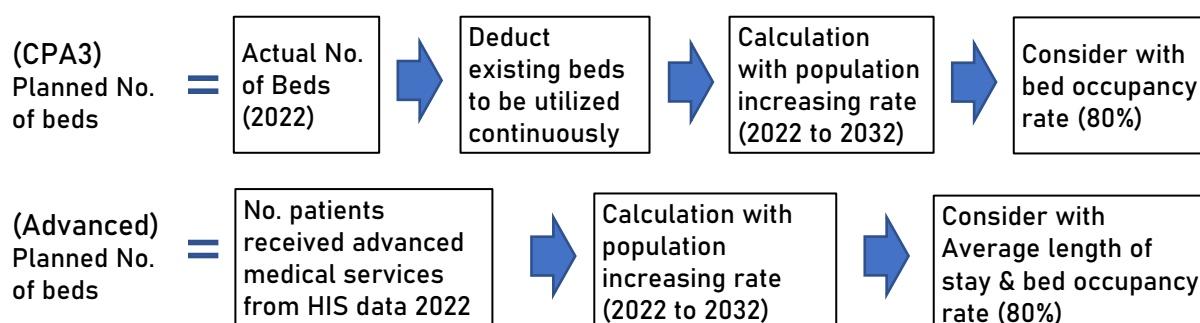 (CPA3)
Planned No.
of beds
=
Actual No.
of Beds
(2022)
Deduct
existing beds
to be utilized
continuously
Calculation
with population
increasing rate
(2022 to 2032)
Consider with
bed occupancy
rate (80%)
(Advanced)
Planned No.
of beds
=
No. patients
received advanced
medical services
from HIS data 2022
Calculation with
population
increasing rate
(2022 to 2032)
Consider with
Average length of
stay & bed occupancy
rate (80%)